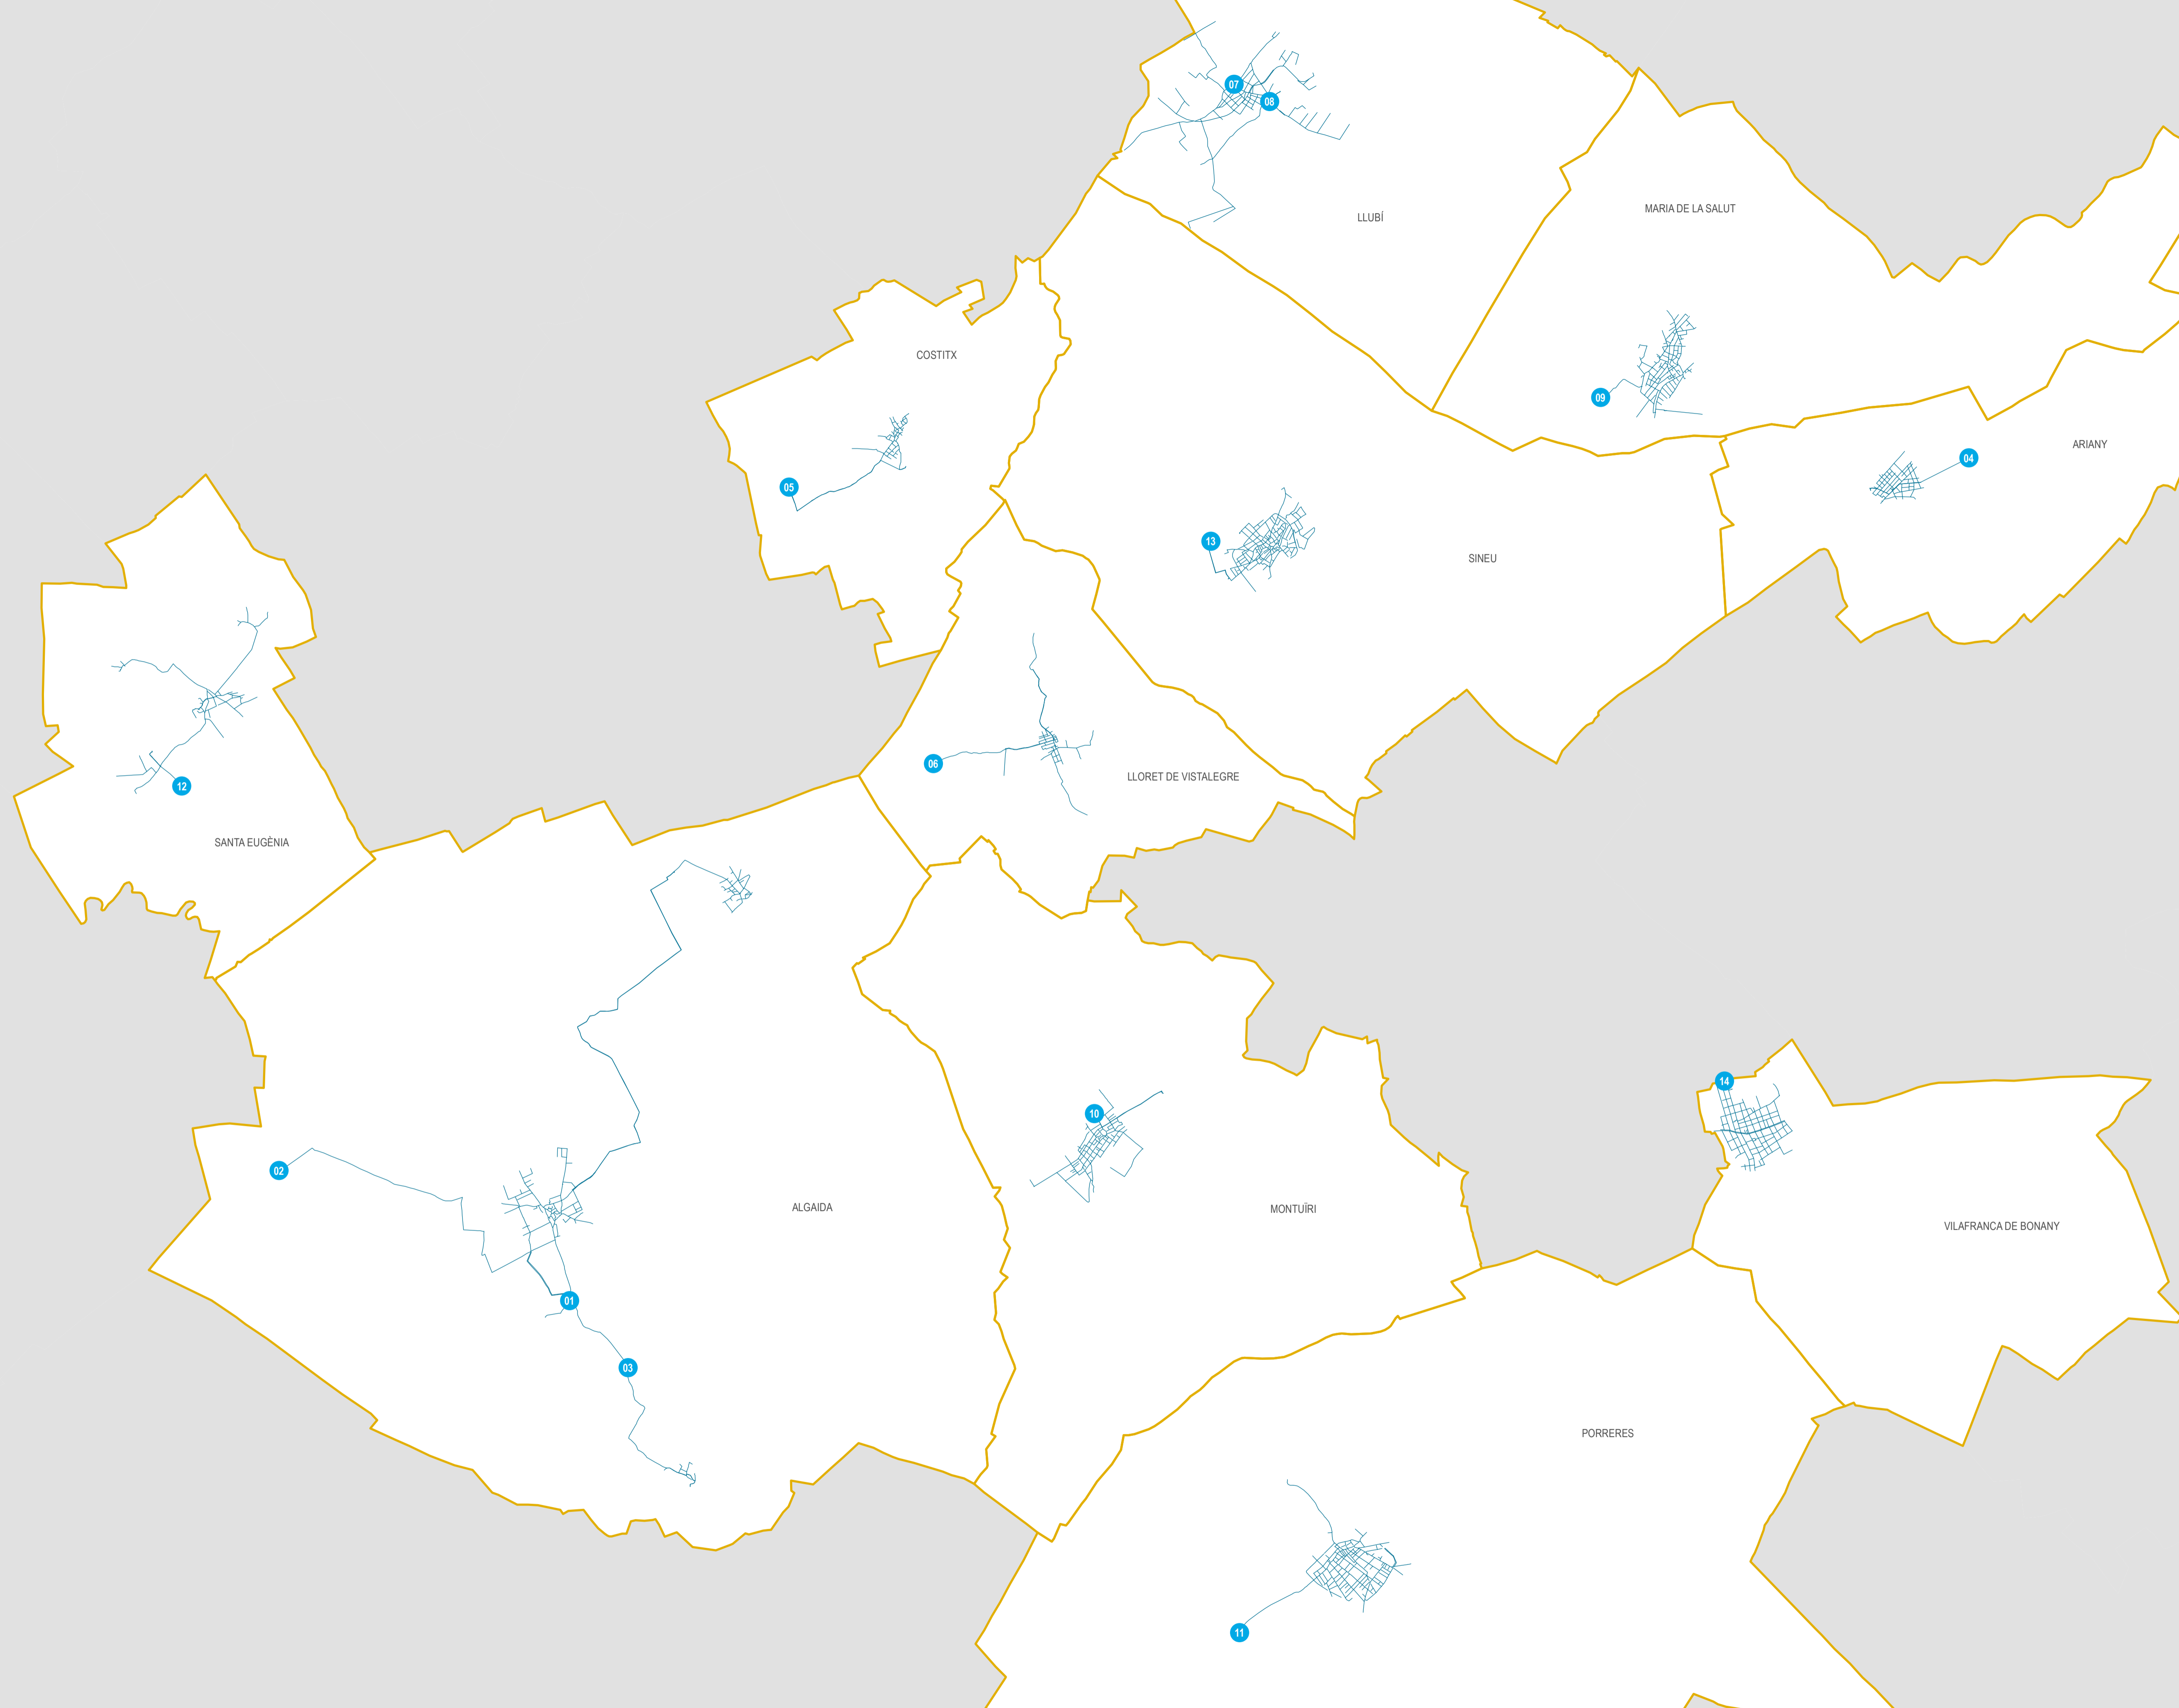 07
08
LLUBÍ
MARIA DE LA SALUT
COSTITX
09
ARIANY
04
05
13
SINEU
06
LLORET DE VISTALEGRE
12
SANTA EUGÈNIA
14
10
02
ALGAIDA
MONTUÏRI
VILAFRANCA DE BONANY
01
03
PORRERES
11